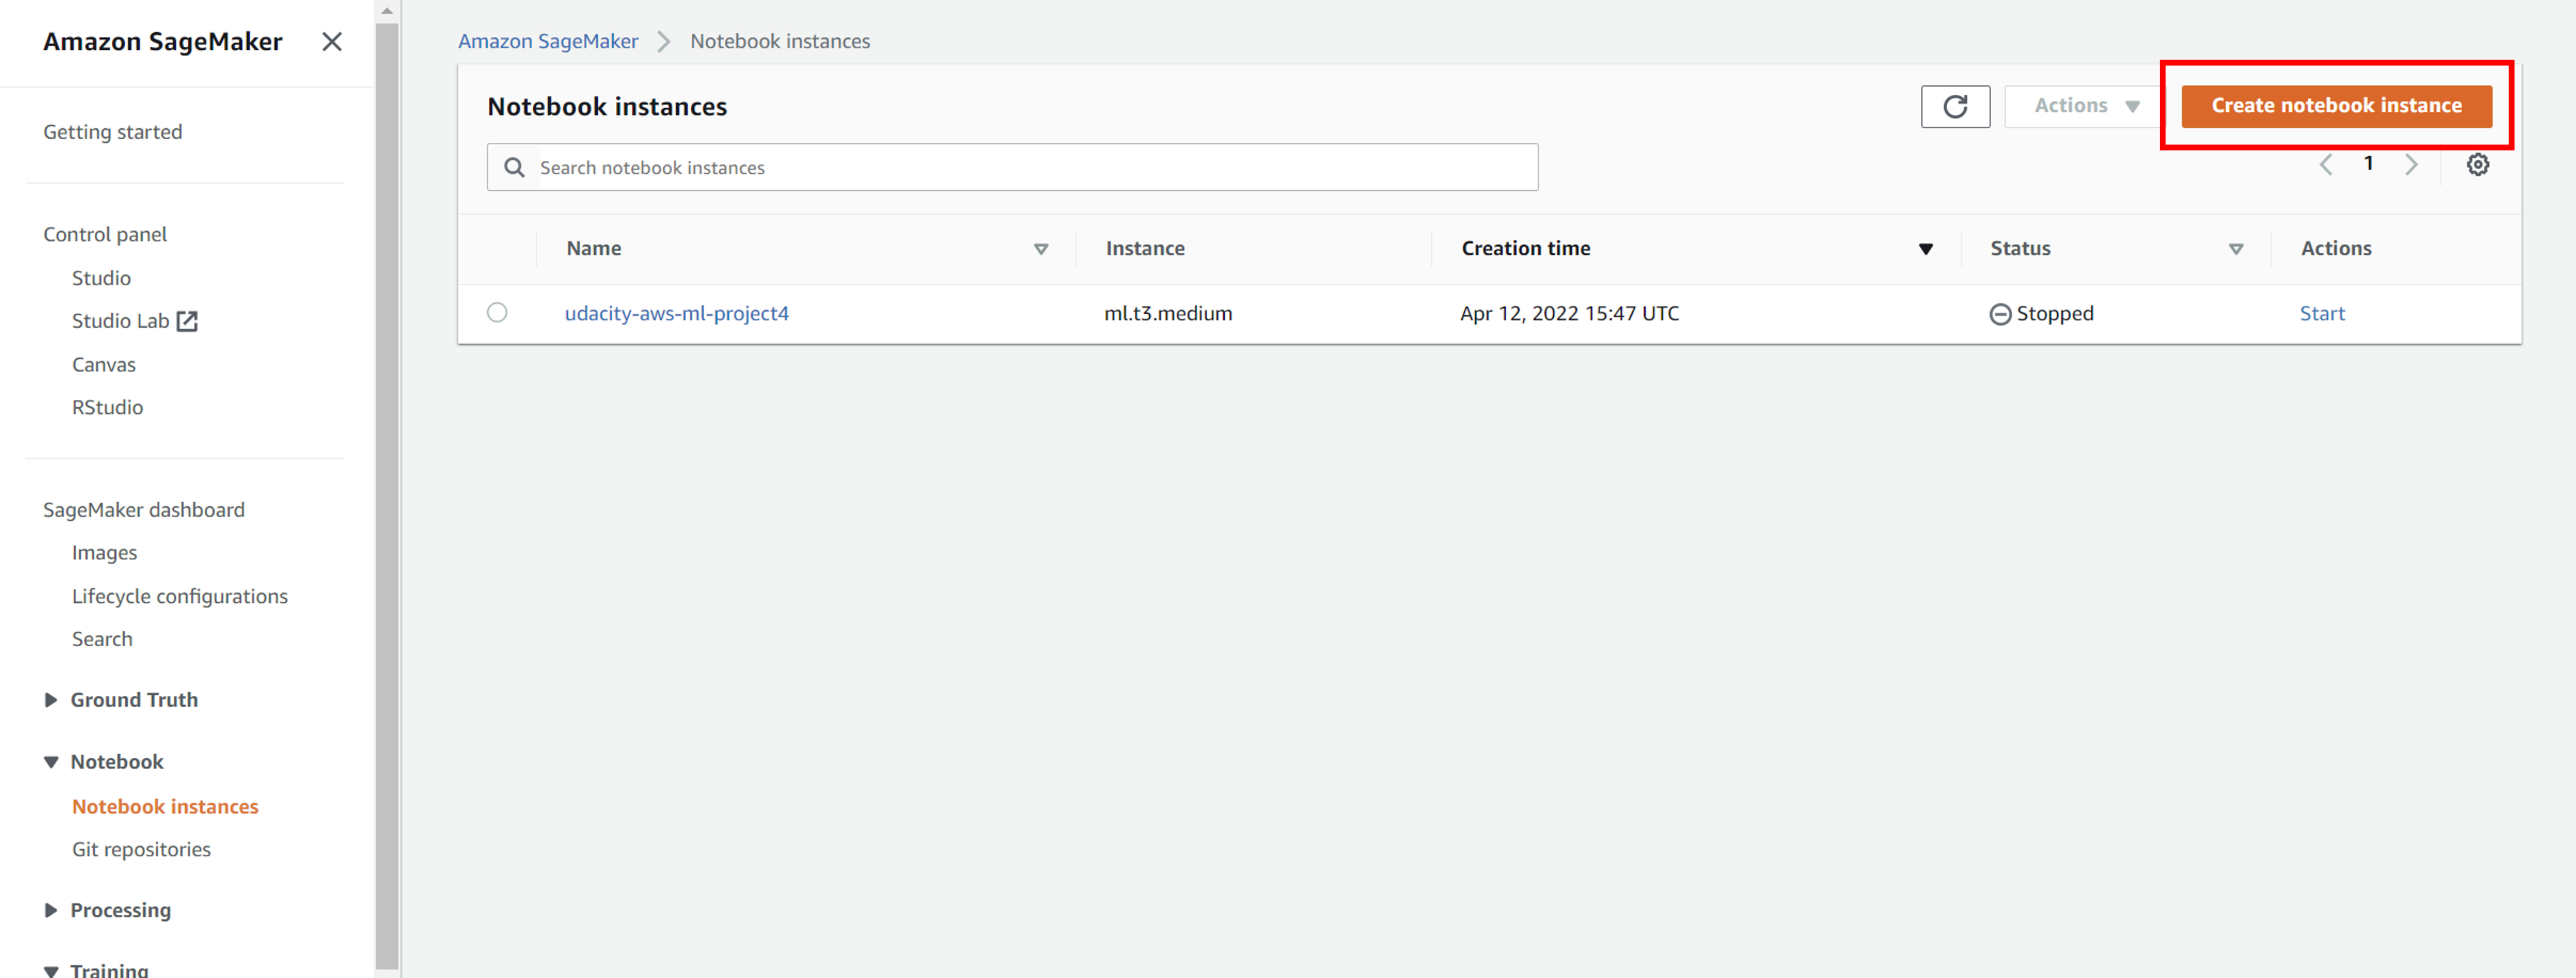 Amazon SageMaker
Getting started
Control panel
Studio
Studio Lab
Canvas
RStudio
SageMaker dashboard
Images
Lifecycle configurations
Search
Ground Truth
Notebook
Notebook instances
Git repositories
Processing
Training
Amazon SageMaker Notebook instances
Notebook instances Actions Create notebook instance
Search notebook instances 1
Name Instance Creation time Status Actions
udacity-aws-ml-project4 ml.t3.medium Apr 12, 2022 15:47 UTC Stopped Start